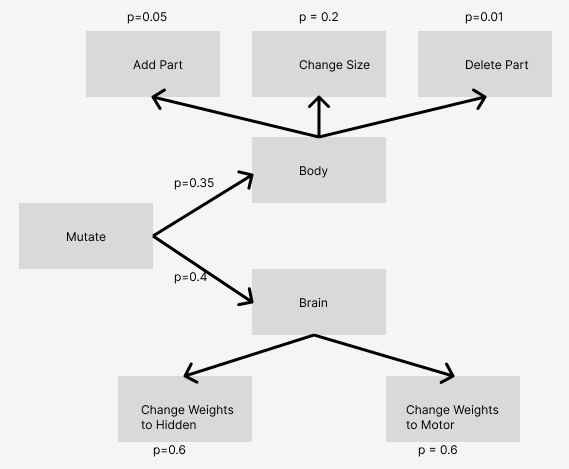 p=0.05
p = 0.2
p=0.01
Add Part
Change Size
Delete Part
Body
p=0.35
Mutate
p=0.4
Brain
Change Weights
to Hidden
Change Weights
to Motor
p=0.6
p = 0.6